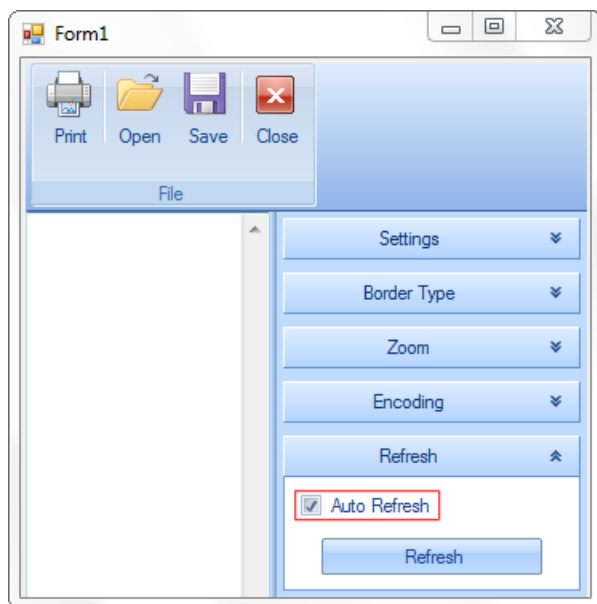 Form1
Print Open Save Close
File
Settings
Border Type
Zoom
Encoding
Refresh
Auto Refresh
Refresh